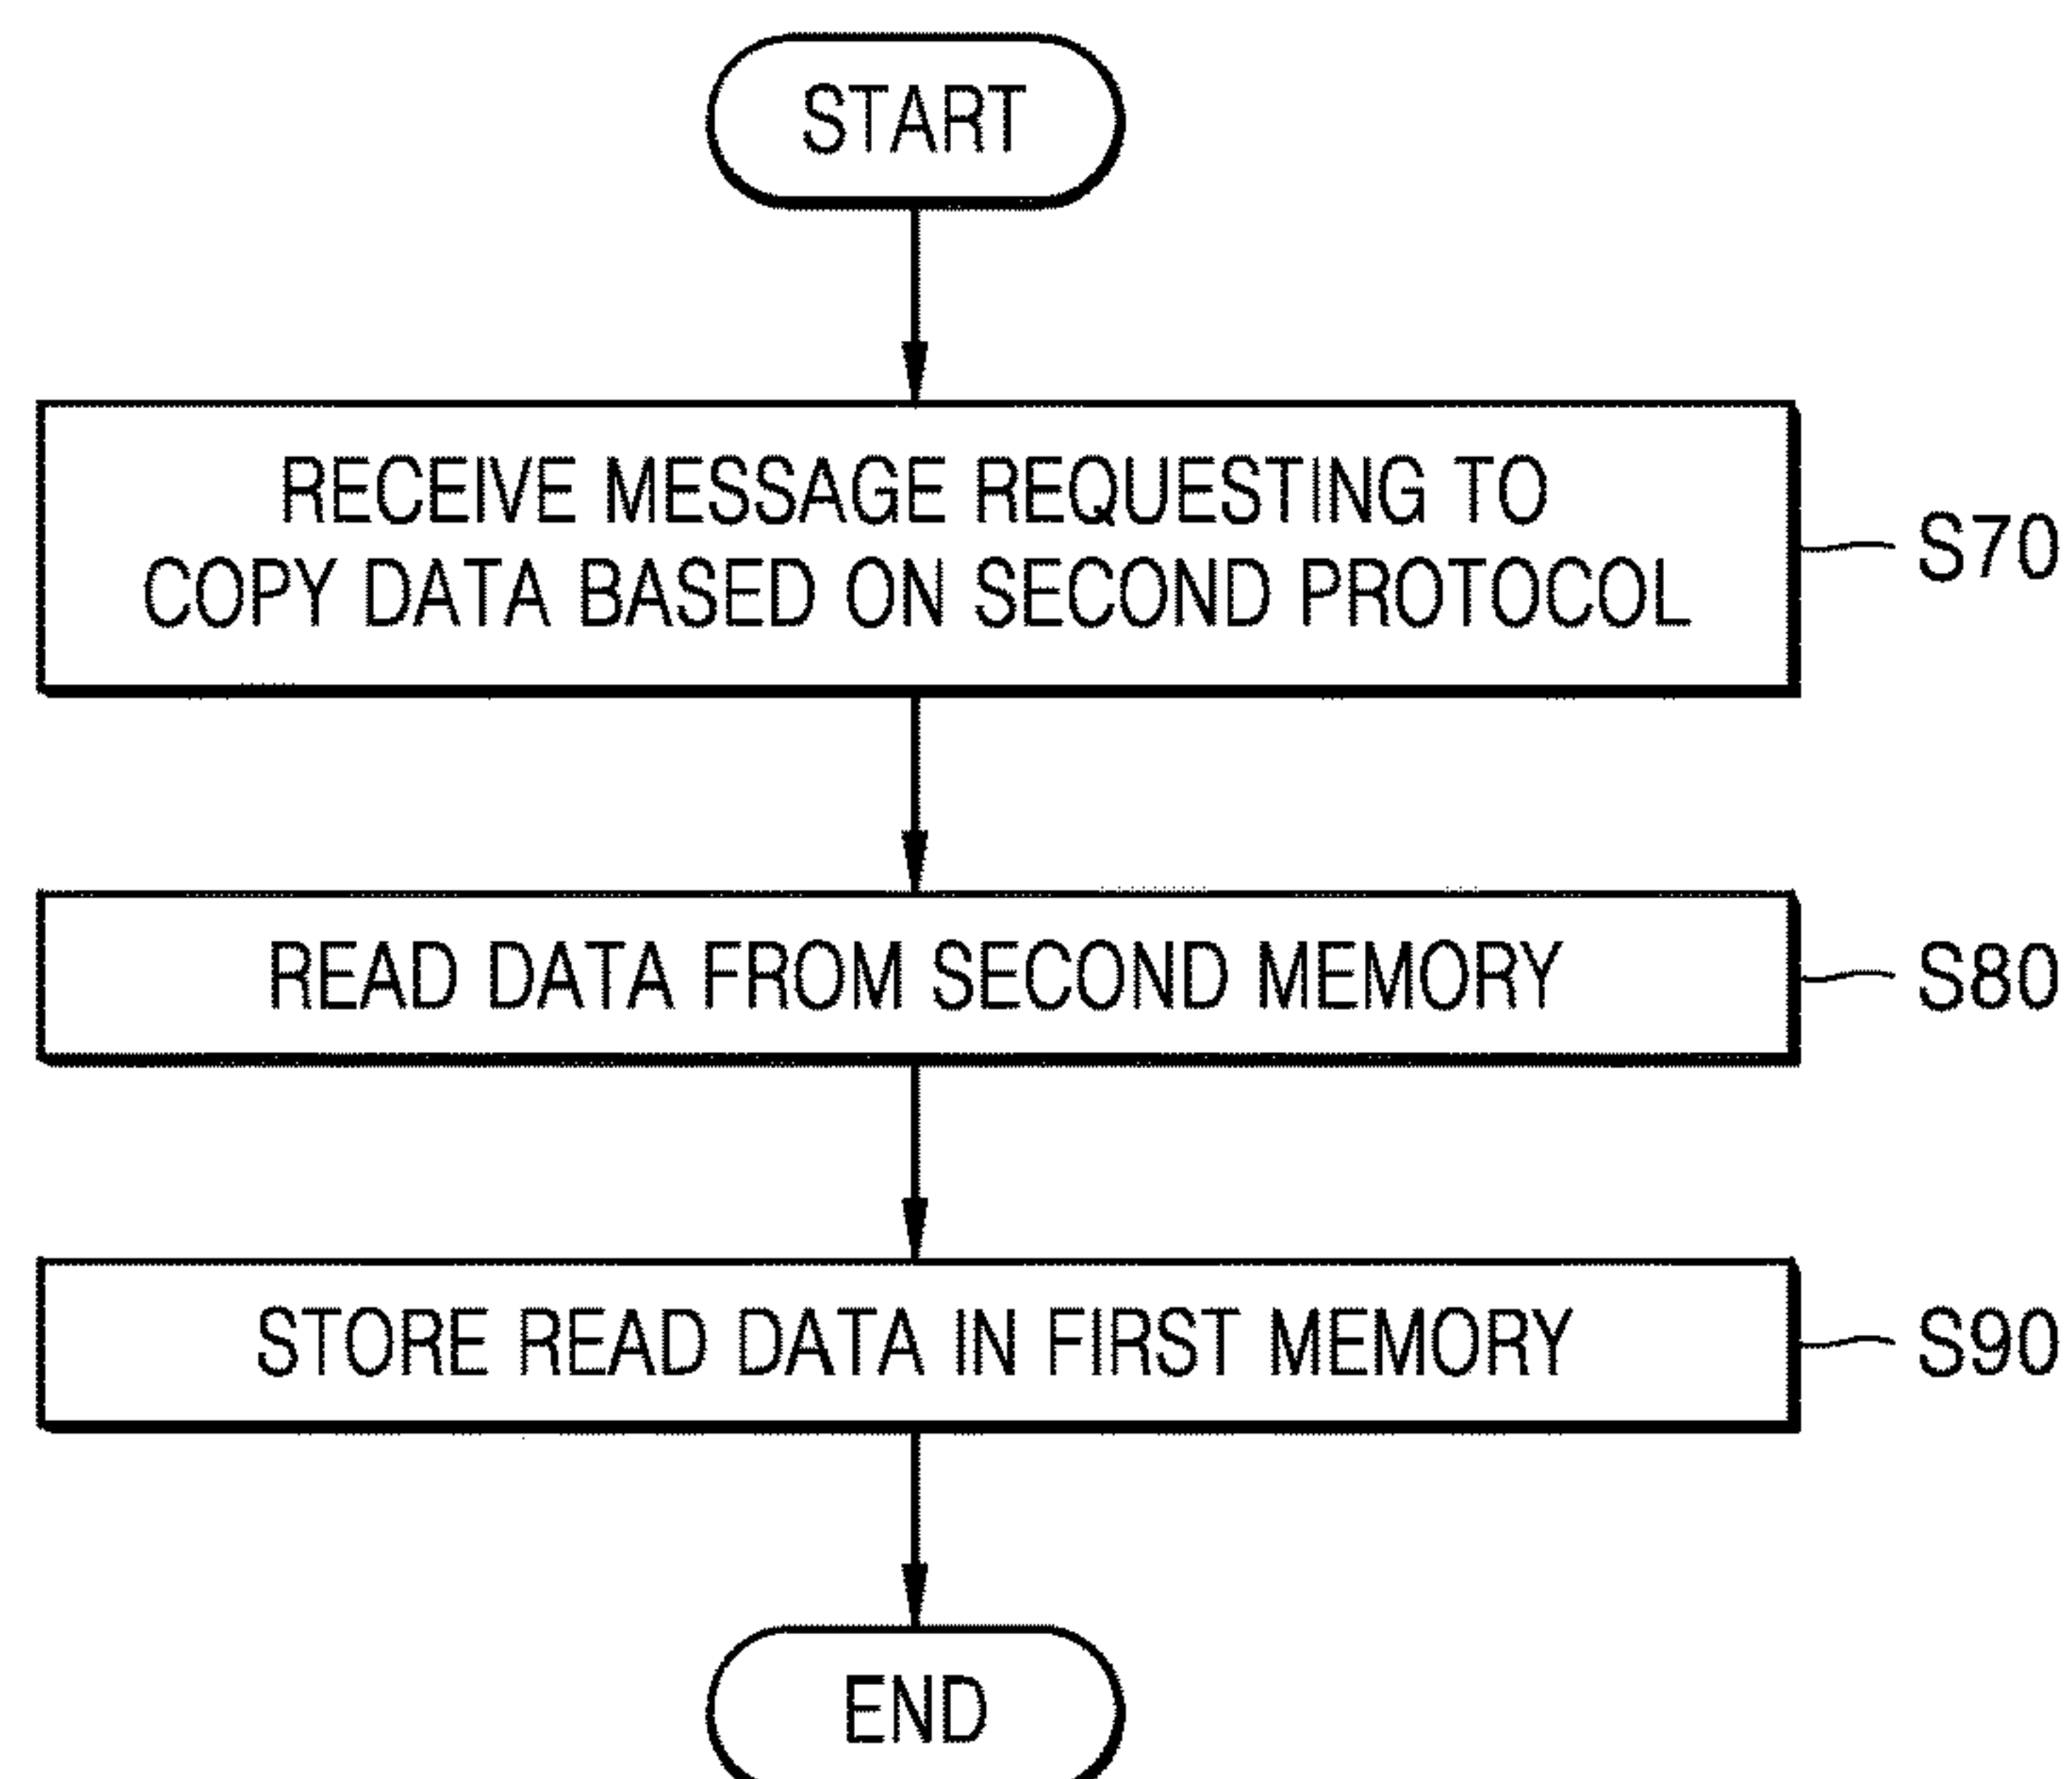 START
RECEIVE MESSAGE REQUESTING TO
COPY DATA BASED ON SECOND PROTOCOL
S70
READ DATA FROM SECOND MEMORY
S80
STORE READ DATA IN FIRST MEMORY
S90
END